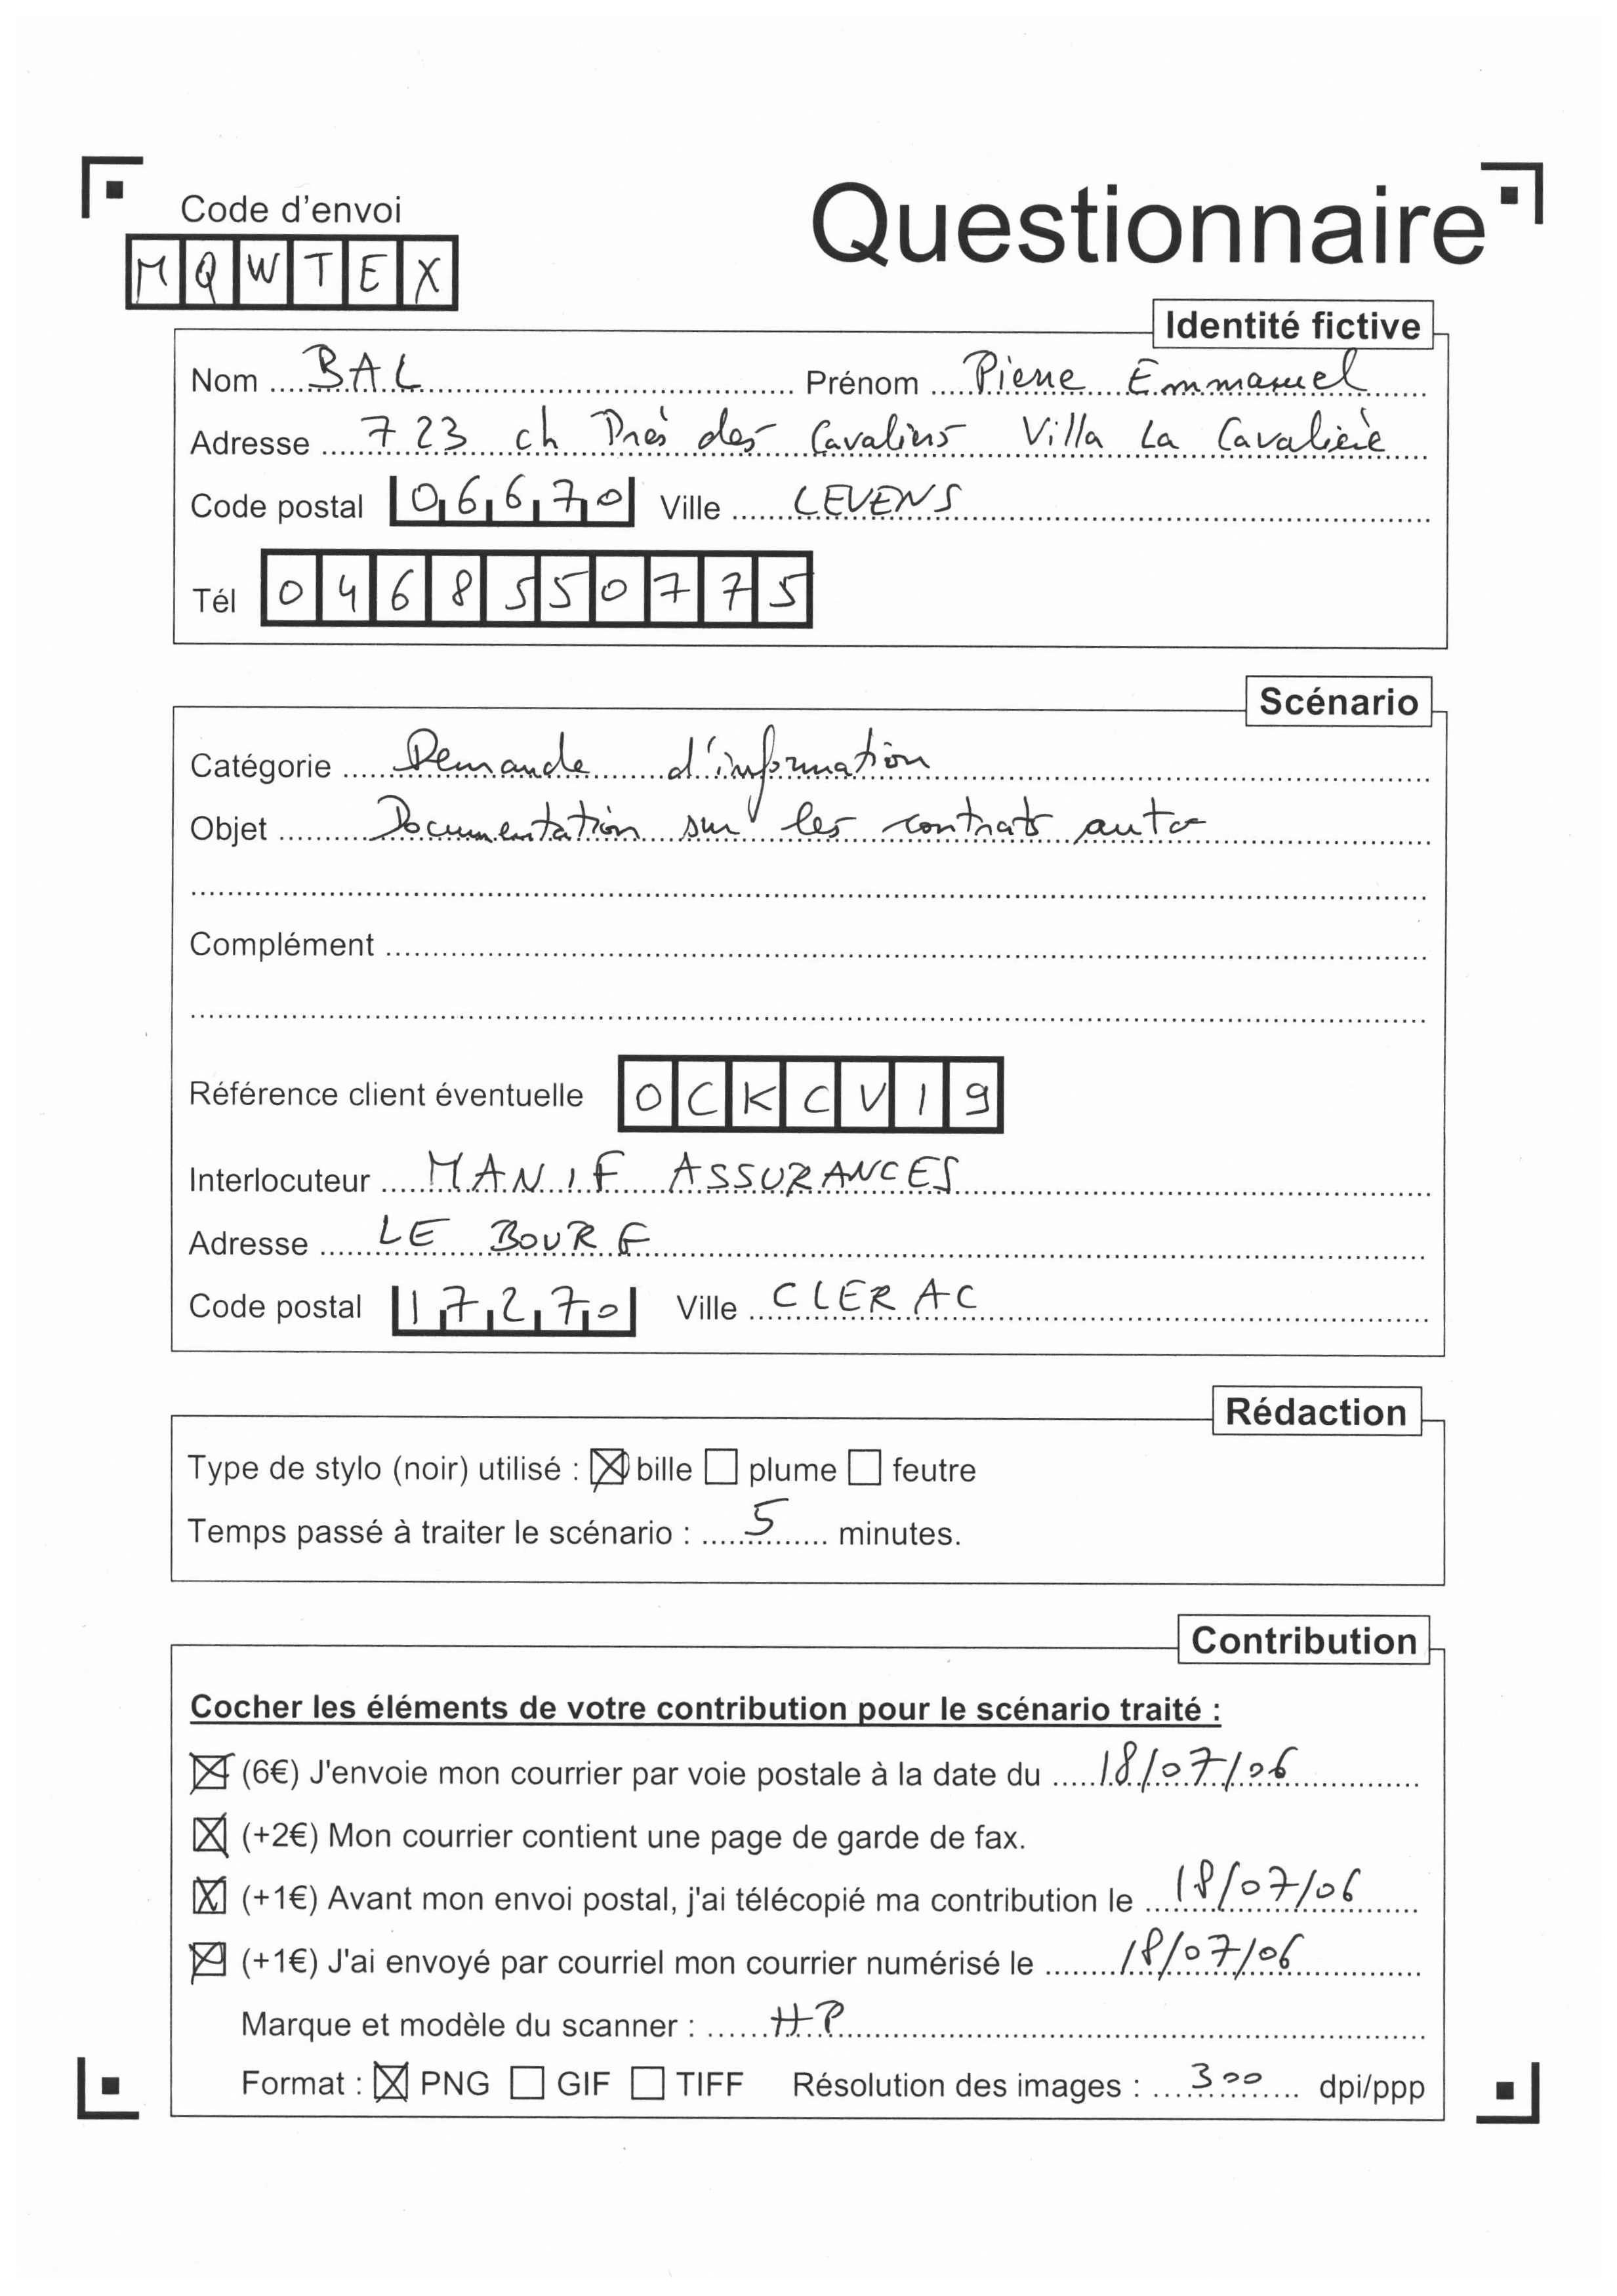 Code d'envoi
Questionnaire
MQWTEX
Identité fictive
Nom BAL Prénom Pierre Emmanuel
Adresse 723 ch Prés des Cavaliers Villa La Cavalière
Code postal 06670 Ville LEVENS
Tél 0468550775
Scénario
Catégorie Demande d'information
Objet Documentation sur les contrats auto
Complément
Référence client éventuelle OCKCV19
Interlocuteur MANIF ASSURANCES
Adresse LE BOURG
Code postal 17270 Ville CLERAC
Rédaction
Type de stylo (noir) utilisé : ☒ bille ☐ plume ☐ feutre
Temps passé à traiter le scénario : 5 minutes.
Contribution
Cocher les éléments de votre contribution pour le scénario traité :
☒ (6€) J'envoie mon courrier par voie postale à la date du 18/07/06
☒ (+2€) Mon courrier contient une page de garde de fax.
☒ (+1€) Avant mon envoi postal, j'ai télécopié ma contribution le 18/07/06
☒ (+1€) J'ai envoyé par courriel mon courrier numérisé le 18/07/06
Marque et modèle du scanner : HP
Format : ☒ PNG ☐ GIF ☐ TIFF Résolution des images : 300 dpi/ppp